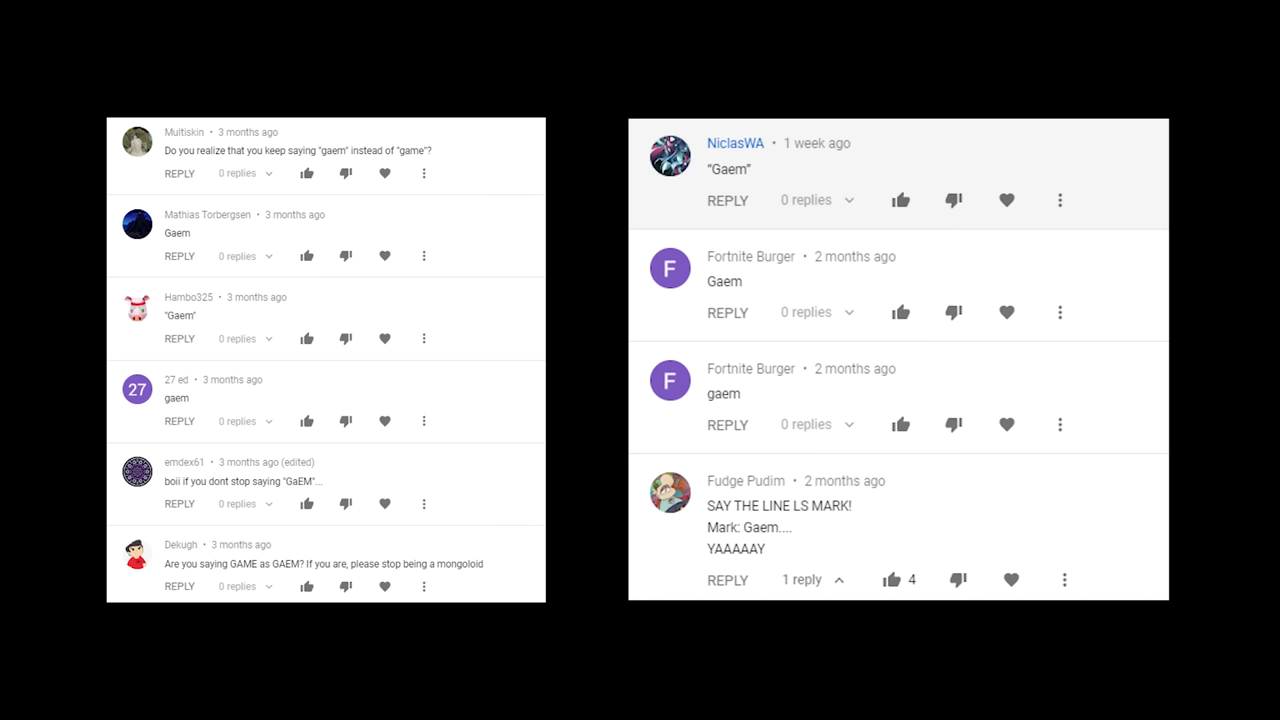 Multiskin • 3 months ago
Do you realize that you keep saying "gaem" instead of "game"?
REPLY 0 replies
Mathias Torbergsen • 3 months ago
Gaem
REPLY 0 replies
Hambo325 • 3 months ago
"Gaem"
REPLY 0 replies
27
27 ed • 3 months ago
gaem
REPLY 0 replies
emdex61 • 3 months ago (edited)
boii if you dont stop saying "GaEM"...
REPLY 0 replies
Dekugh • 3 months ago
Are you saying GAME as GAEM? If you are, please stop being a mongoloid
REPLY 0 replies
NiclasWA • 1 week ago
“Gaem”
REPLY 0 replies
F
Fortnite Burger • 2 months ago
Gaem
REPLY 0 replies
F
Fortnite Burger • 2 months ago
gaem
REPLY 0 replies
Fudge Pudim • 2 months ago
SAY THE LINE LS MARK!
Mark: Gaem....
YAAAAAY
REPLY 1 reply 4